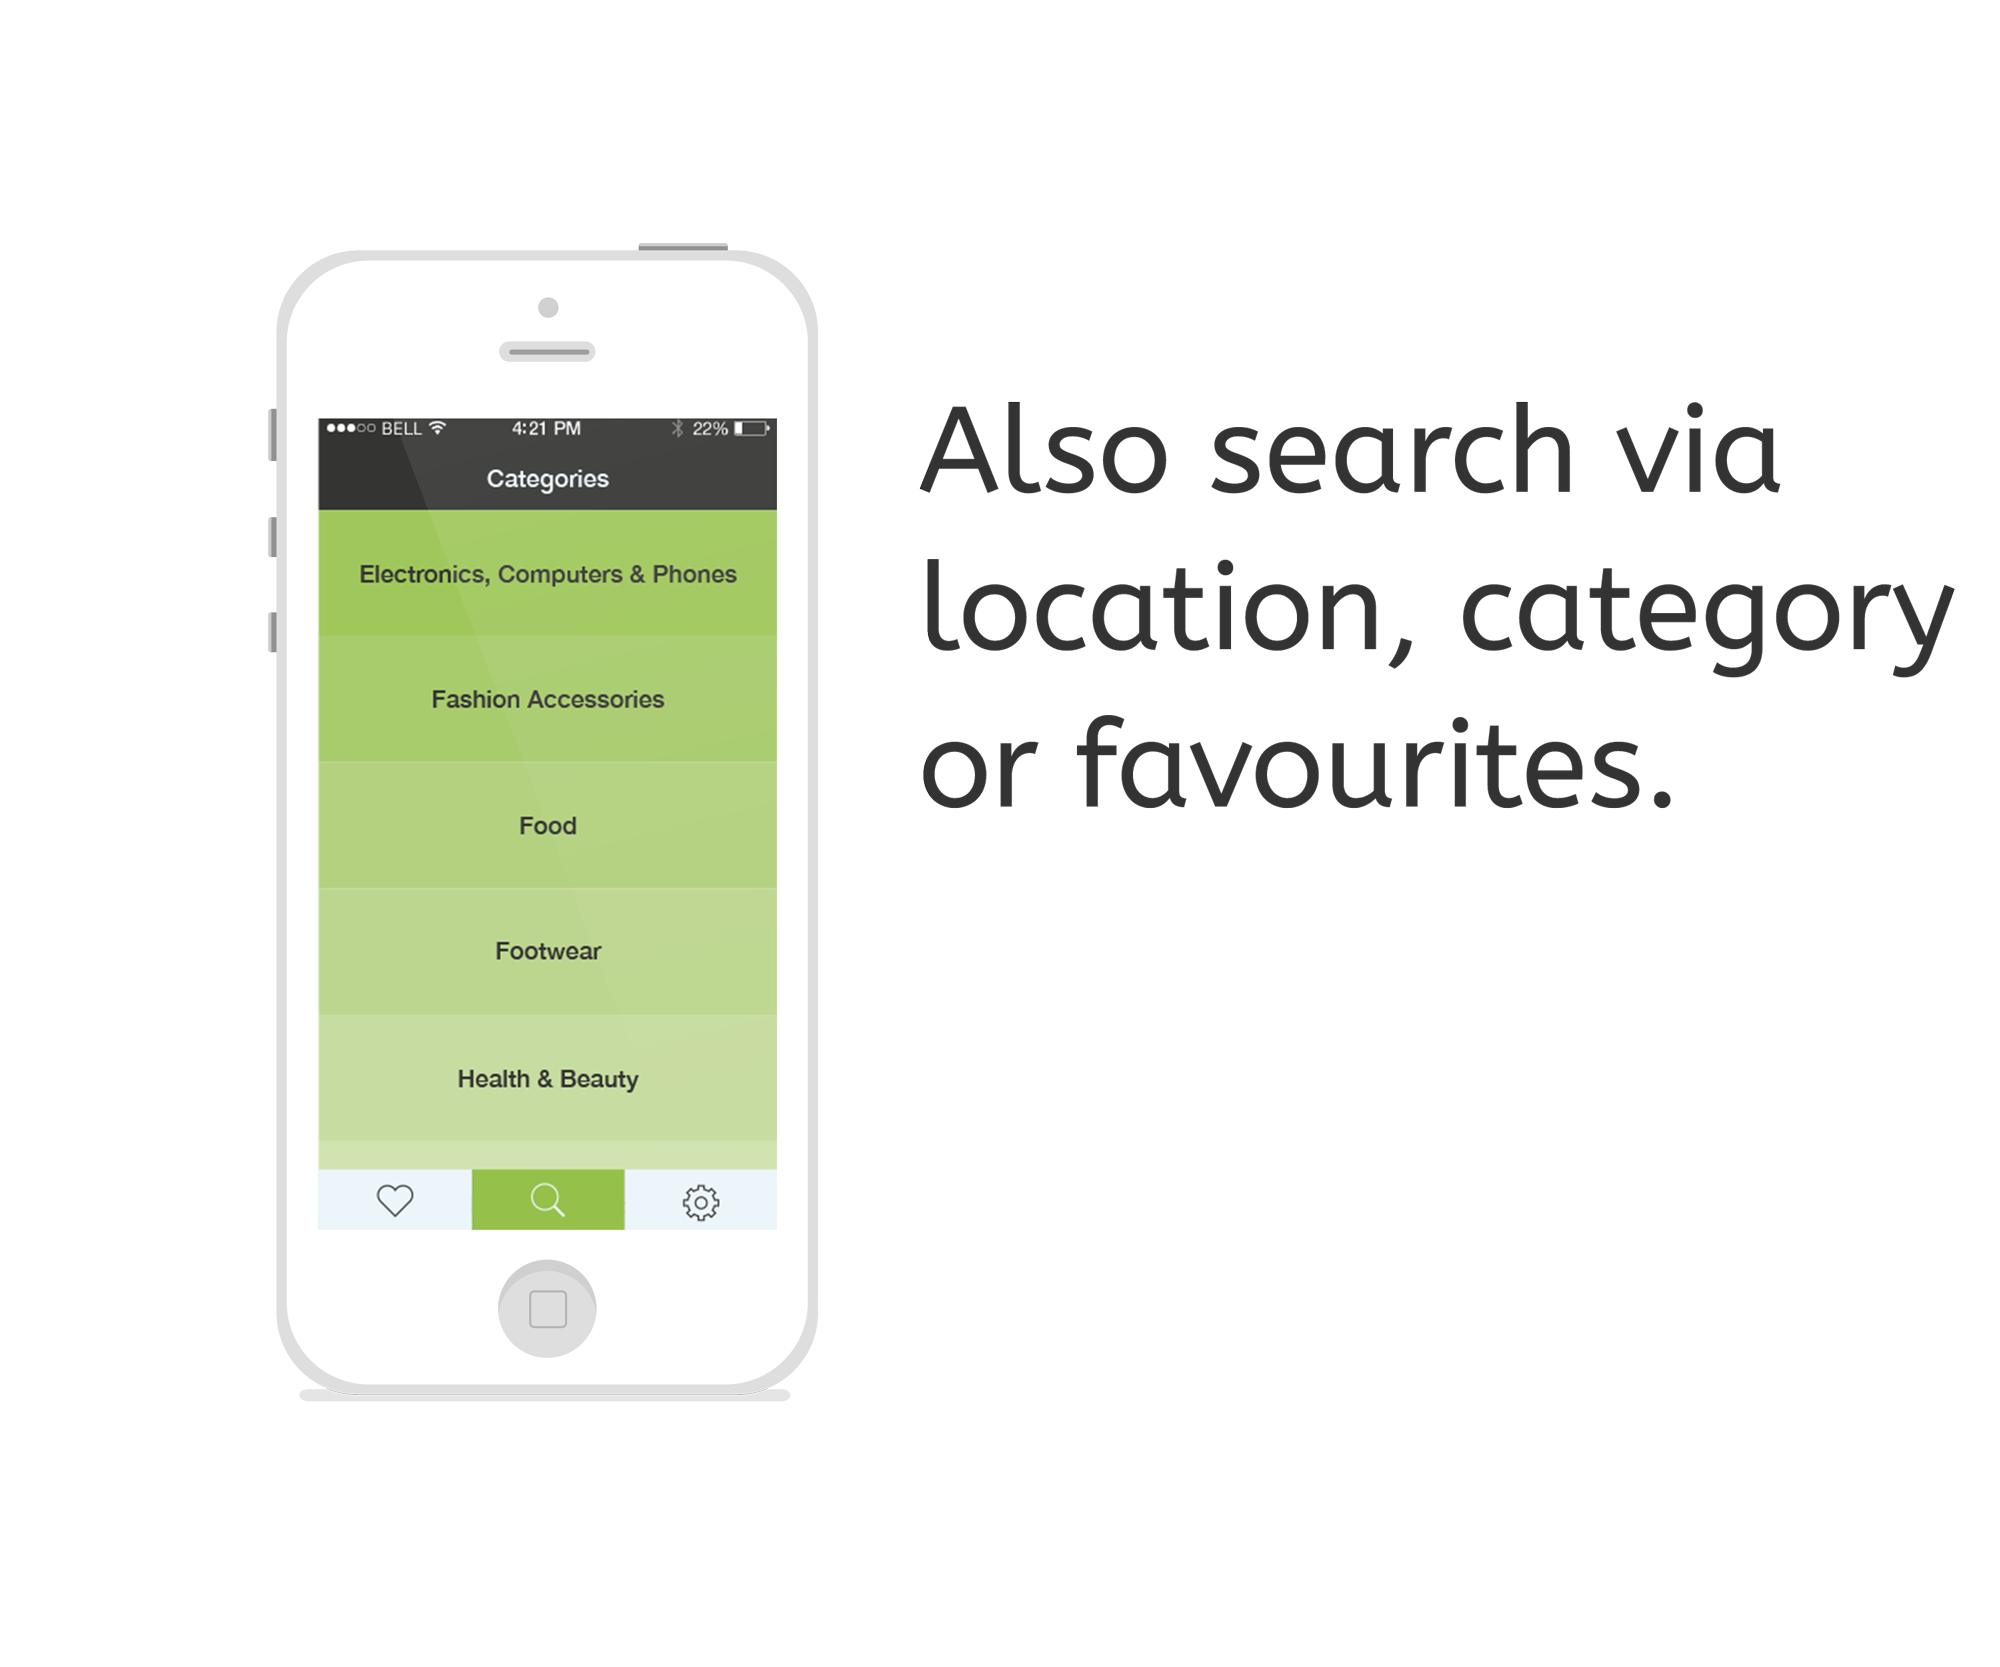 BELL 4:21 PM 22%
Categories
Electronics, Computers & Phones
Fashion Accessories
Food
Footwear
Health & Beauty
Also search via
location, category
or favourites.